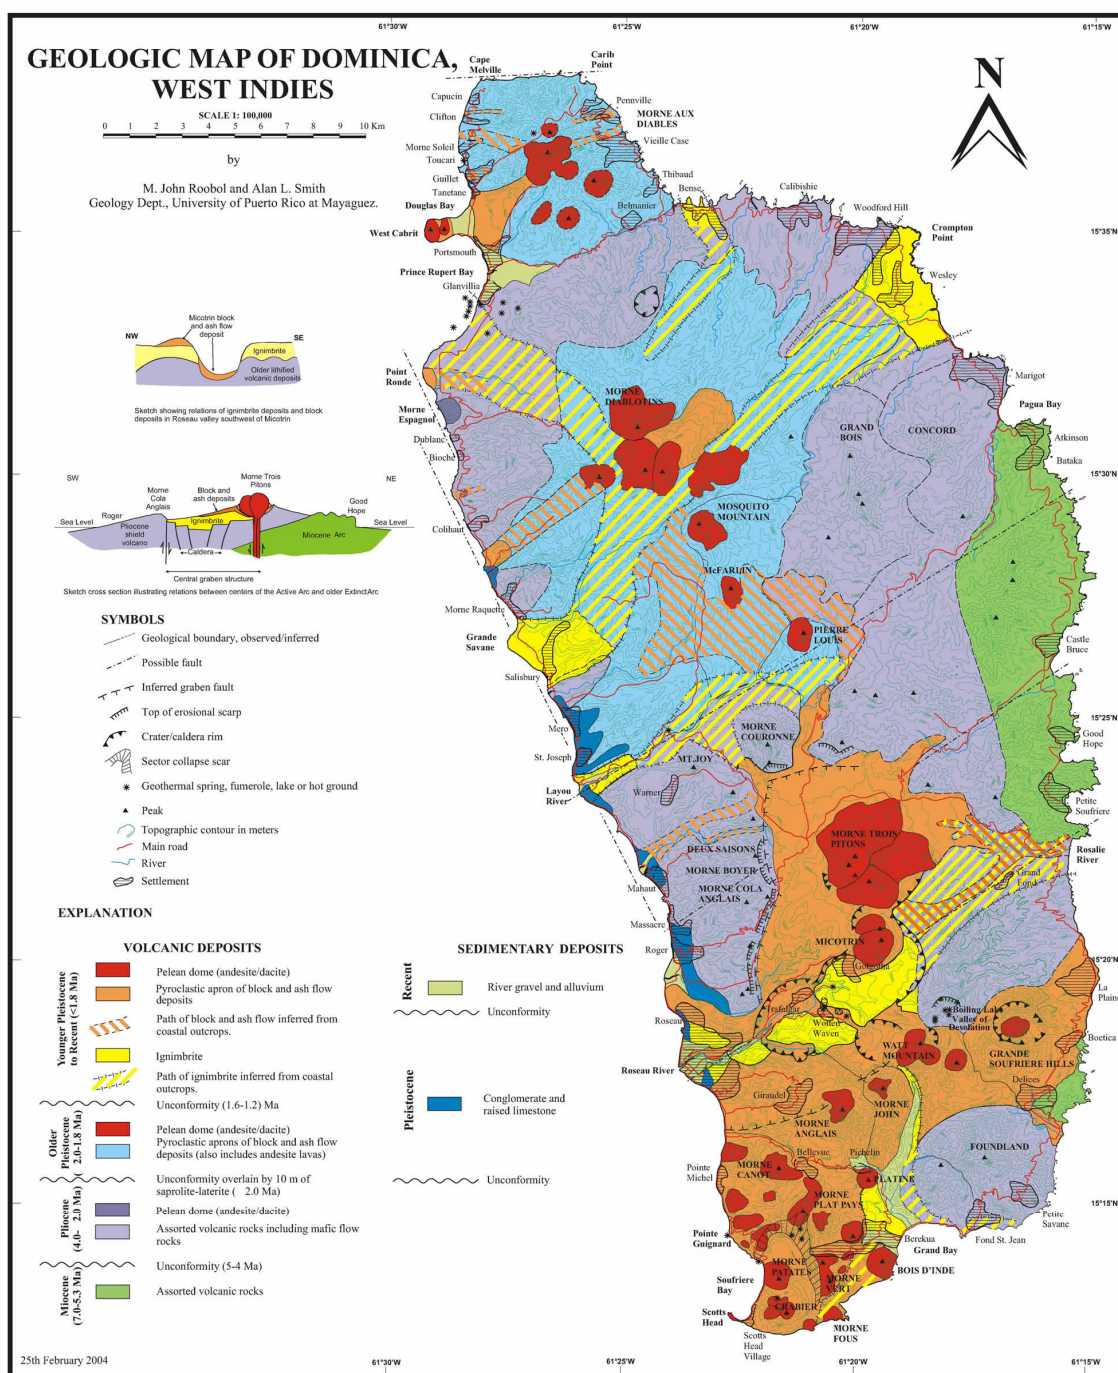 61°30'W
61°25'W
61°20'W
61°15'W
GEOLOGIC MAP OF DOMINICA,
WEST INDIES
SCALE 1: 100,000
0 1 2 3 4 5 6 7 8 9 10 Km
by
M. John Roobol and Alan L. Smith
Geology Dept., University of Puerto Rico at Mayaguez.
N
Cape
Melville
Carib
Point
Capucin
Clifton
Pennville
MORNE AUX
DIABLES
Morne Soleil
Toucari
Vieille Case
Guillet
Tanetane
Thibaud
Bense
Calibishie
Douglas Bay
Belmanier
Woodford Hill
West Cabrit
Crompton
Point
15°35'N
Portsmouth
Prince Rupert Bay
Glanvillia
Wesley
Micotrin block
and ash flow
deposit
NW
SE
Ignimbrite
Older lithified
volcanic deposits
Sketch showing relations of ignimbrite deposits and block
deposits in Roseau valley southwest of Micotrin
Point
Ronde
Marigot
MORNE
DIABLOTINS
Pagua Bay
Morne
Espagnol
GRAND
BOIS
CONCORD
Dublanc
Bioche
Atkinson
Bataka
15°30'N
SW
NE
Morne
Cola
Anglais
Block and
ash deposits
Morne Trois
Pitons
Good
Hope
Roger
Sea Level
Ignimbrite
Sea Level
Pliocene
shield
volcano
Miocene Arc
Caldera
Central graben structure
Sketch cross section illustrating relations between centers of the Active Arc and older ExtinctArc
MOSQUITO
MOUNTAIN
Colihaut
McFARLIN
Morne Raquette
PIERRE
LOUIS
Grande
Savane
Castle
Bruce
Salisbury
15°25'N
Mero
MORNE
COURONNE
Good
Hope
St. Joseph
MT.JOY
Layou
River
Warner
Petite
Soufriere
SYMBOLS
Geological boundary, observed/inferred
Possible fault
Inferred graben fault
Top of erosional scarp
Crater/caldera rim
Sector collapse scar
Geothermal spring, fumerole, lake or hot ground
Peak
Topographic contour in meters
Main road
River
Settlement
MORNE TROIS
PITONS
DEUX SAISONS
Rosalie
River
MORNE BOYER
Grand
Fond
Mahaut
MORNE COLA
ANGLAIS
Massacre
MICOTRIN
Roger
Golgotha
15°20'N
La
Plaine
Trafalgar
Boiling Lake
Valley of
Desolation
Roseau
Wotten
Waven
Boetica
WATT
MOUNTAIN
GRANDE
SOUFRIERE HILLS
Roseau River
Delices
Giraudel
MORNE
JOHN
MORNE
ANGLAIS
FOUNDLAND
Bellevue
Pichelin
Pointe
Michel
MORNE
CANOT
PLATINE
15°15'N
MORNE
PLAT PAYS
Petite
Savane
Pointe
Guignard
Berekua
Grand Bay
Fond St. Jean
MORNE
PATATES
BOIS D'INDE
Soufriere
Bay
MORNE
VERT
CRABIER
Scotts
Head
MORNE
FOUS
Scotts
Head
Village
EXPLANATION
VOLCANIC DEPOSITS
Younger Pleistocene
to Recent (<1.8 Ma)
Pelean dome (andesite/dacite)
Pyroclastic apron of block and ash flow
deposits
Path of block and ash flow inferred from
coastal outcrops.
Ignimbrite
Path of ignimbrite inferred from coastal
outcrops.
Unconformity (1.6-1.2) Ma
Older
Pleistocene
( 2.0-1.8 Ma)
Pelean dome (andesite/dacite)
Pyroclastic aprons of block and ash flow
deposits (also includes andesite lavas)
Unconformity overlain by 10 m of
saprolite-laterite ( 2.0 Ma)
Pliocene
(4.0- 2.0 Ma)
Pelean dome (andesite/dacite)
Assorted volcanic rocks including mafic flow
rocks
Unconformity (5-4 Ma)
Miocene
(7.0-5.3 Ma)
Assorted volcanic rocks
SEDIMENTARY DEPOSITS
Recent
River gravel and alluvium
Unconformity
Pleistocene
Conglomerate and
raised limestone
Unconformity
25th February 2004
61°30'W
61°25'W
61°20'W
61°15'W